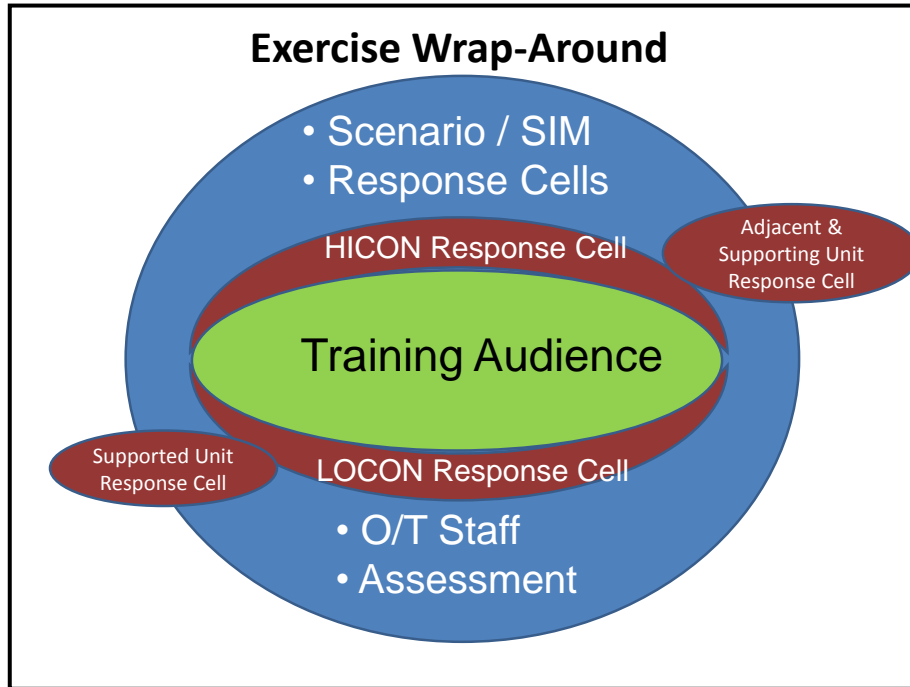 Exercise Wrap-Around
• Scenario / SIM
• Response Cells
HICON Response Cell
Adjacent &
Supporting Unit
Response Cell
Training Audience
Supported Unit
Response Cell
LOCON Response Cell
• O/T Staff
• Assessment